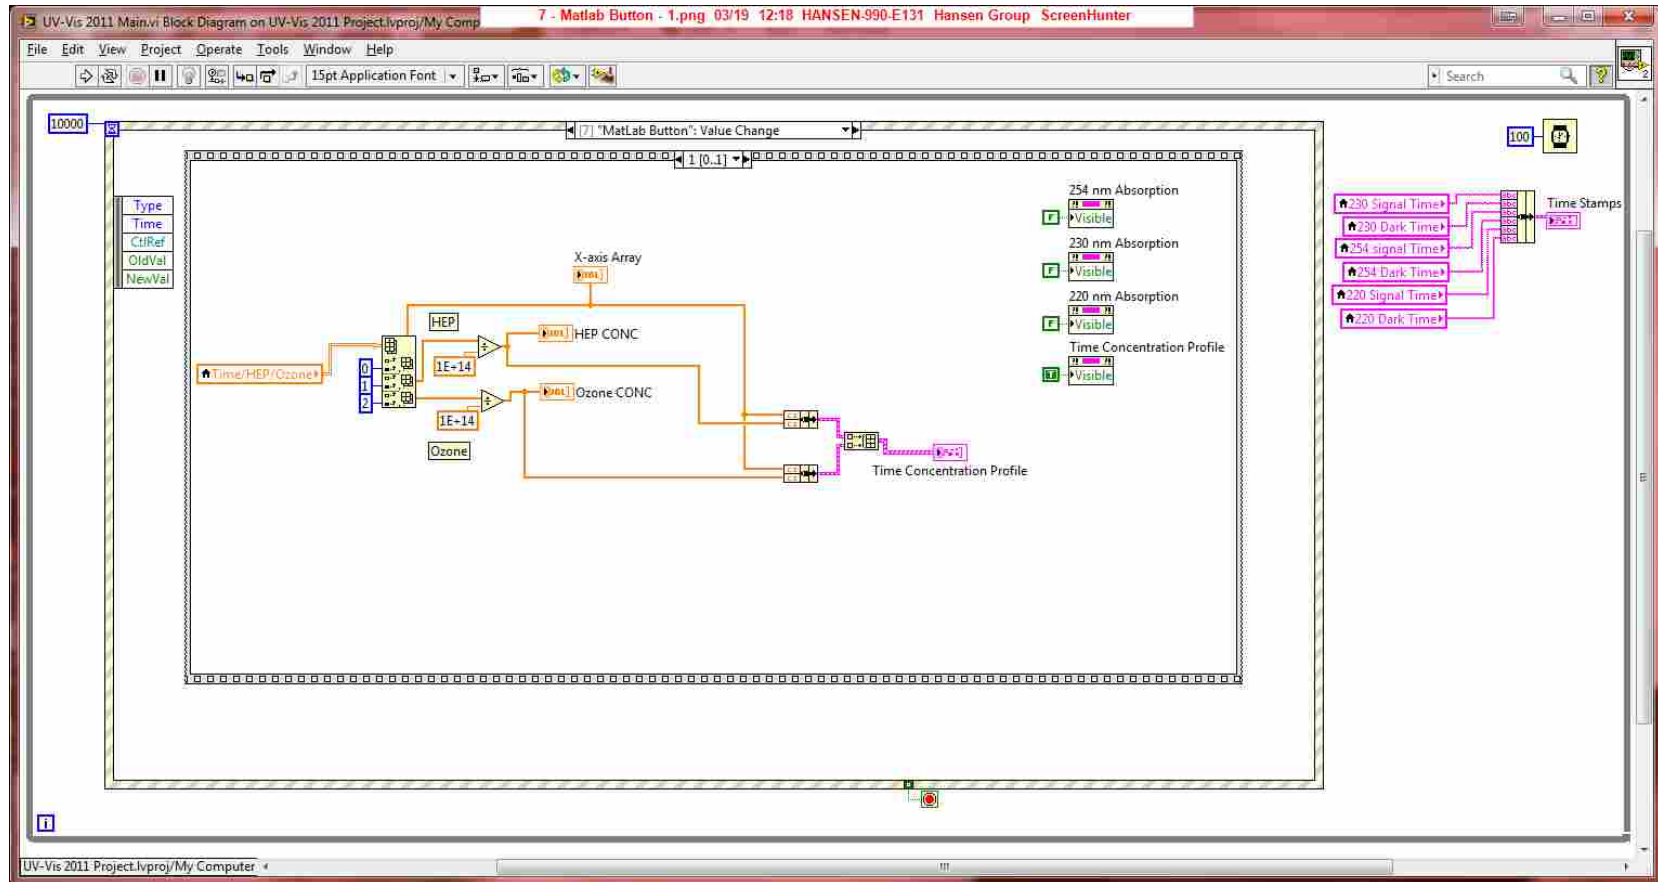 UV-Vis 2011 Main.vi Block Diagram on UV-Vis 2011 Project.lvproj/My Comp
7 - Matlab Button - 1.png 03/19 12:18 HANSEN-990-E131 Hansen Group ScreenHunter
File Edit View Project Operate Tools Window Help
15pt Application Font
Search
2
10000
[7] "MatLab Button": Value Change
100
1 [0..1]
Type
Time
CtlRef
OldVal
NewVal
254 nm Absorption
F Visible
230 nm Absorption
F Visible
220 nm Absorption
F Visible
Time Concentration Profile
T Visible
230 Signal Time
230 Dark Time
254 signal Time
254 Dark Time
220 Signal Time
220 Dark Time
Time Stamps
X-axis Array
HEP
HEP CONC
1E+14
Time/HEP/Ozone
0
1
2
Ozone CONC
1E+14
Ozone
Time Concentration Profile
i
UV-Vis 2011 Project.lvproj/My Computer